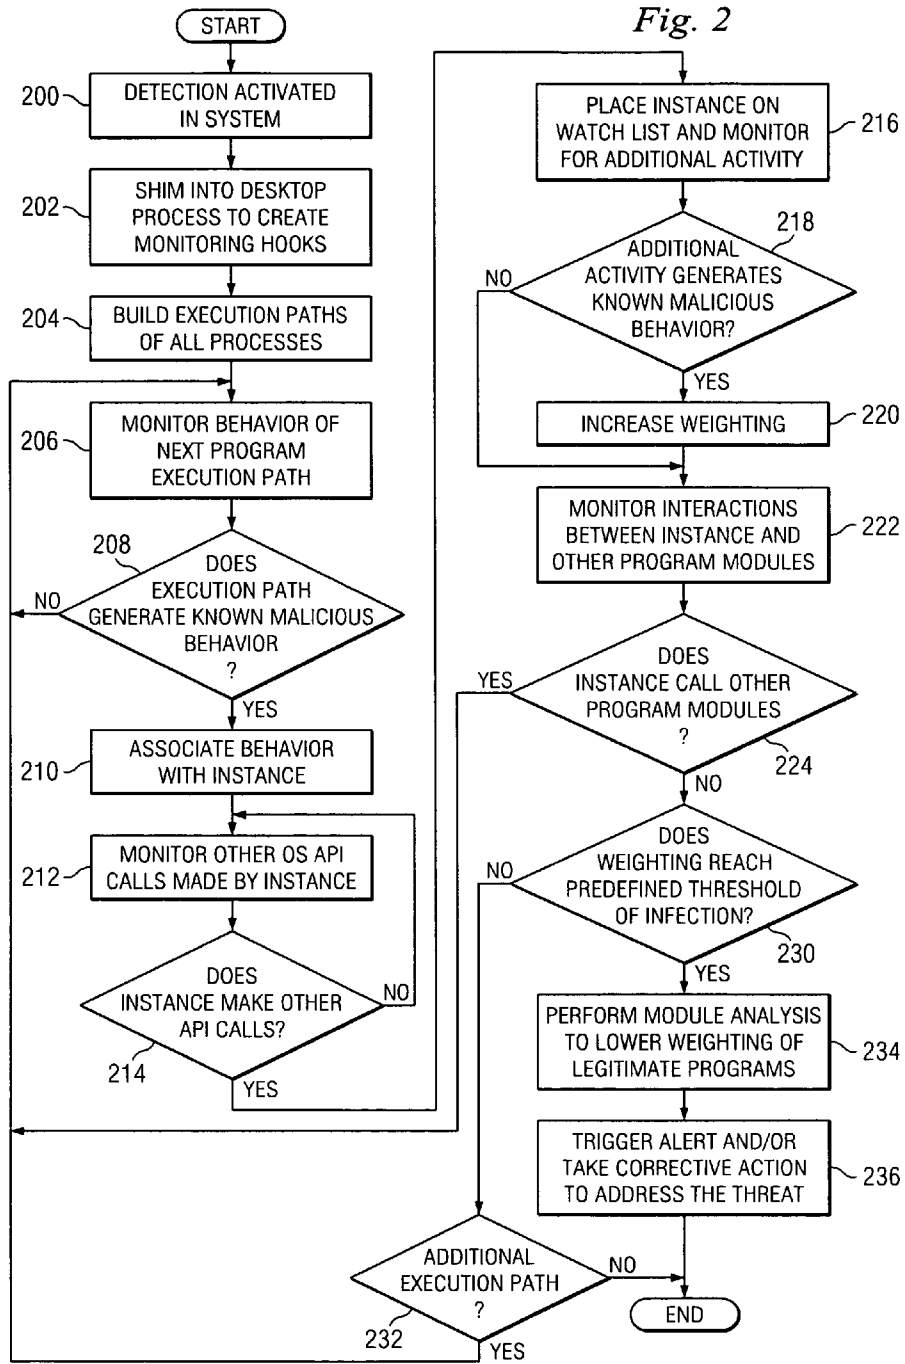 Fig. 2
START
200
DETECTION ACTIVATED
IN SYSTEM
202
SHIM INTO DESKTOP
PROCESS TO CREATE
MONITORING HOOKS
204
BUILD EXECUTION PATHS
OF ALL PROCESSES
206
MONITOR BEHAVIOR OF
NEXT PROGRAM
EXECUTION PATH
208
DOES
EXECUTION PATH
GENERATE KNOWN MALICIOUS
BEHAVIOR
?
NO
YES
210
ASSOCIATE BEHAVIOR
WITH INSTANCE
212
MONITOR OTHER OS API
CALLS MADE BY INSTANCE
DOES
INSTANCE MAKE OTHER
API CALLS?
NO
214
YES
PLACE INSTANCE ON
WATCH LIST AND MONITOR
FOR ADDITIONAL ACTIVITY
216
218
ADDITIONAL
ACTIVITY GENERATES
KNOWN MALICIOUS
BEHAVIOR?
NO
YES
INCREASE WEIGHTING
220
MONITOR INTERACTIONS
BETWEEN INSTANCE AND
OTHER PROGRAM MODULES
222
DOES
INSTANCE CALL OTHER
PROGRAM MODULES
?
YES
224
NO
DOES
WEIGHTING REACH
PREDEFINED THRESHOLD
OF INFECTION?
NO
230
YES
PERFORM MODULE ANALYSIS
TO LOWER WEIGHTING OF
LEGITIMATE PROGRAMS
234
TRIGGER ALERT AND/OR
TAKE CORRECTIVE ACTION
TO ADDRESS THE THREAT
236
ADDITIONAL
EXECUTION PATH
?
NO
232
YES
END